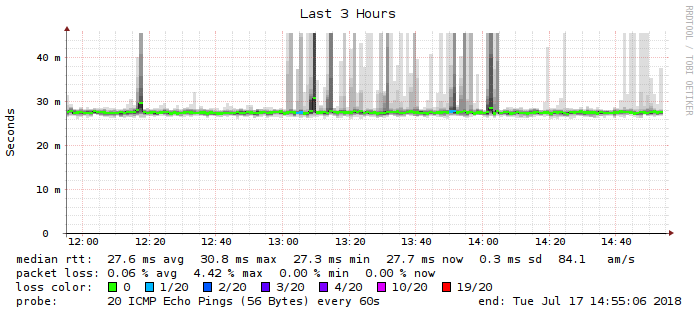 Last 3 Hours
RRDTOOL / TOBI OETIKER
Seconds
40 m
30 m
20 m
10 m
0
12:00 12:20 12:40 13:00 13:20 13:40 14:00 14:20 14:40
median rtt: 27.6 ms avg 30.8 ms max 27.3 ms min 27.7 ms now 0.3 ms sd 84.1 am/s
packet loss: 0.06 % avg 4.42 % max 0.00 % min 0.00 % now
loss color: 0 1/20 2/20 3/20 4/20 10/20 19/20
probe: 20 ICMP Echo Pings (56 Bytes) every 60s end: Tue Jul 17 14:55:06 2018